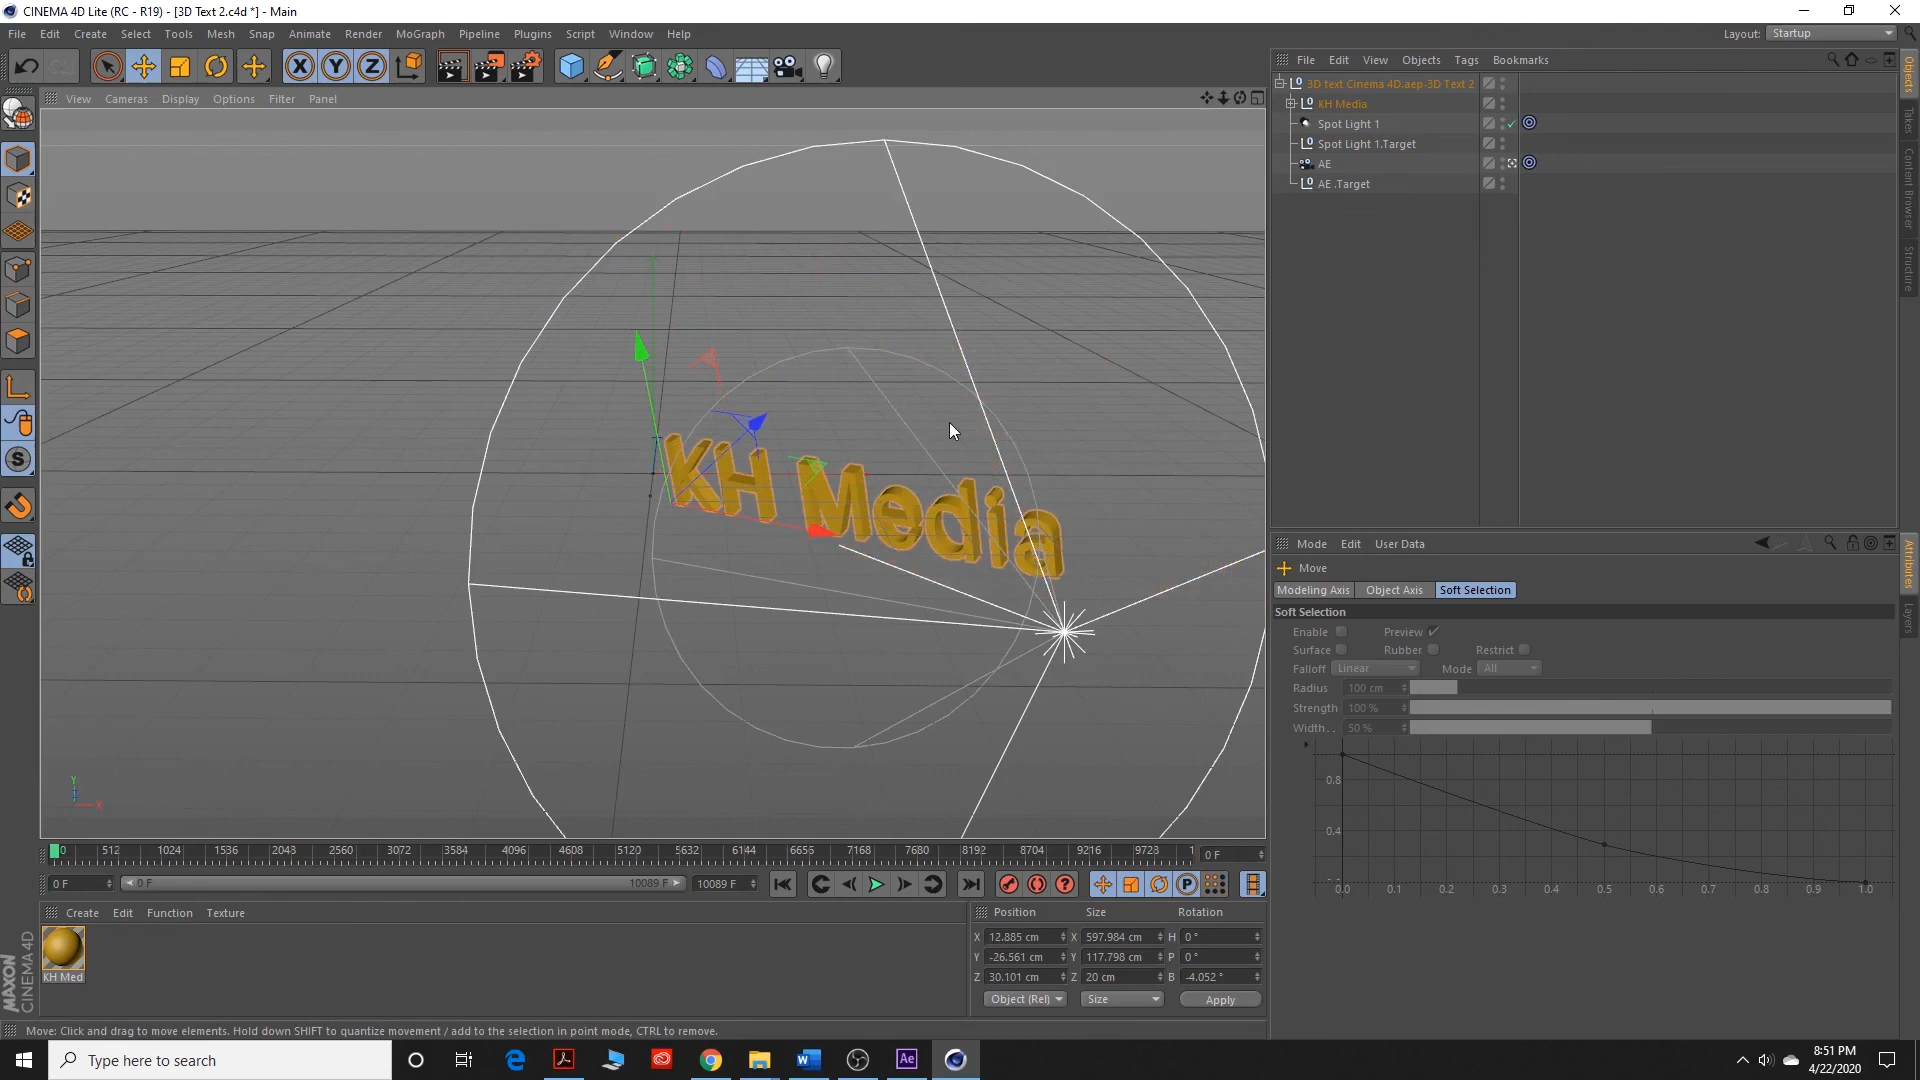 CINEMA 4D Lite (RC - R19) - [3D Text 2.c4d *] - Main
File Edit Create Select Tools Mesh Snap Animate Render MoGraph Pipeline Plugins Script Window Help
Layout: Startup
X Y Z
View Cameras Display Options Filter Panel
File Edit View Objects Tags Bookmarks
3D text Cinema 4D.aep-3D Text 2
KH Media
Spot Light 1
Spot Light 1.Target
AE
AE .Target
Objects
Takes
Content Browser
Structure
KH Media
Y
X
Mode Edit User Data
Move
Modeling Axis Object Axis Soft Selection
Soft Selection
Enable Preview
Surface Rubber Restrict
Falloff Linear Mode All
Radius 100 cm
Strength 100 %
Width. . 50 %
0.8
0.4
0.0 0.1 0.2 0.3 0.4 0.5 0.6 0.7 0.8 0.9 1.0
Attributes
Layers
0 512 1024 1536 2043 2560 3072 3584 4096 4608 5120 5632 6144 6655 7168 7680 8192 8704 9216 9723 1
0 F
0 F 0 F 10089 F 10089 F
P
Create Edit Function Texture
KH Med
MAXON
CINEMA 4D
Position Size Rotation
X 12.885 cm X 597.984 cm H 0 °
Y -26.561 cm Y 117.798 cm P 0 °
Z 30.101 cm Z 20 cm B -4.052 °
Object (Rel) Size Apply
Move: Click and drag to move elements. Hold down SHIFT to quantize movement / add to the selection in point mode, CTRL to remove.
Type here to search
Ae
8:51 PM
4/22/2020